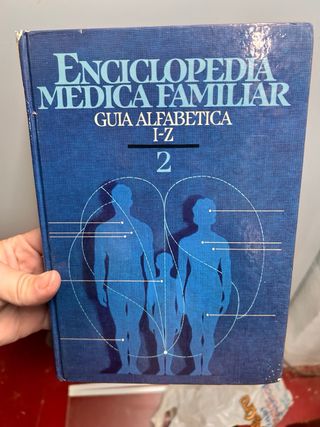 ENCICLOPEDIA
MEDICA FAMILIAR
GUIA ALFABETICA
I-Z
2